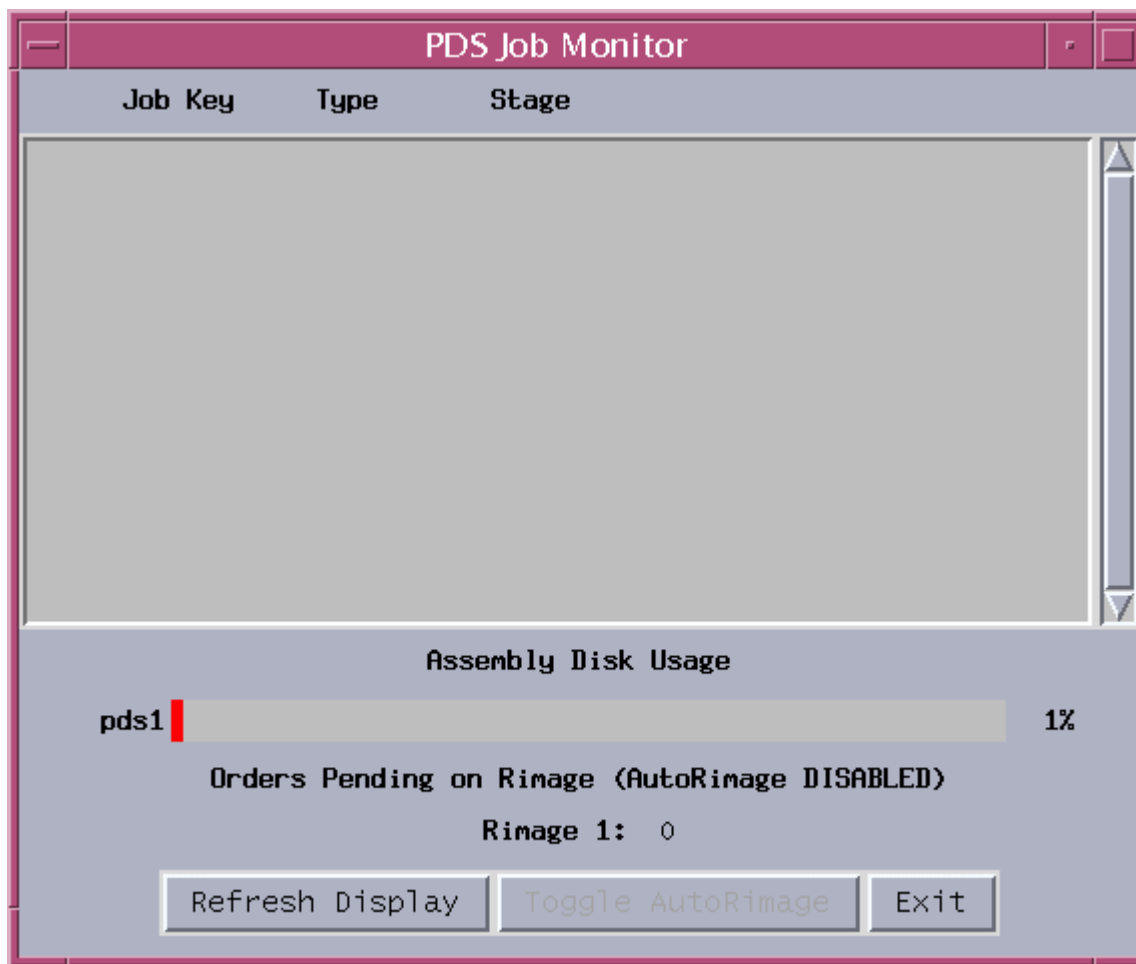 PDS Job Monitor
Job Key Type Stage
Assembly Disk Usage
pds1 1%
Orders Pending on Rimage (AutoRimage DISABLED)
Rimage 1: 0
Refresh Display Toggle AutoRimage Exit